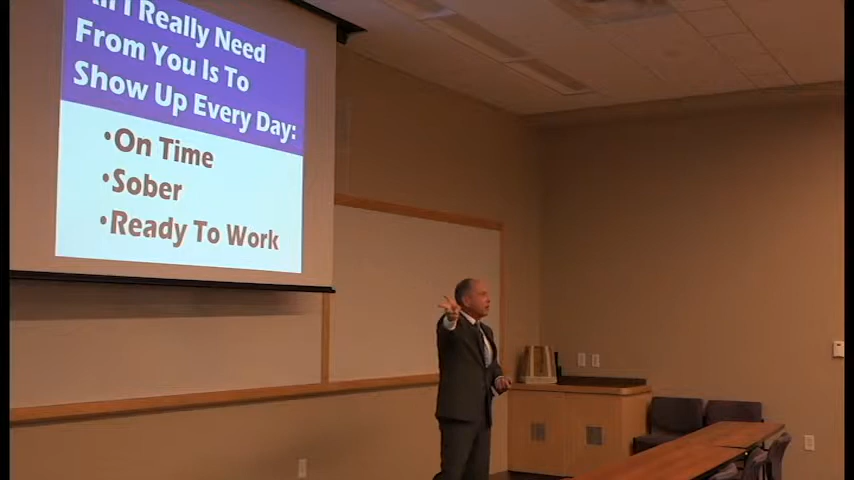 I Really Need
From You Is To
Show Up Every Day:
•On Time
•Sober
•Ready To Work